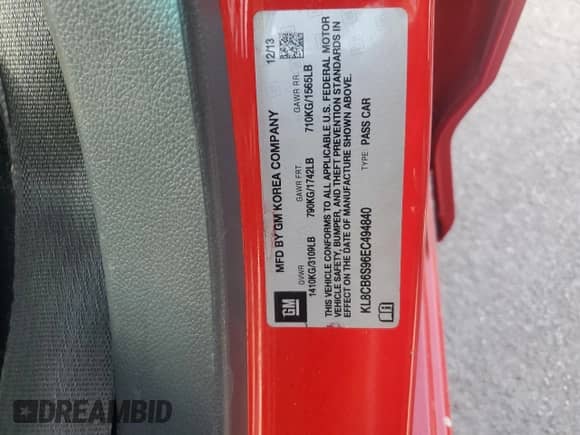 GM
MFD BY GM KOREA COMPANY
12/13
GVWR GAWR FRT GAWR RR
1410KG/3109LB 790KG/1742LB 710KG/1565LB
THIS VEHICLE CONFORMS TO ALL APPLICABLE U.S. FEDERAL MOTOR
VEHICLE SAFETY, BUMPER, AND THEFT PREVENTION STANDARDS IN
EFFECT ON THE DATE OF MANUFACTURE SHOWN ABOVE.
KL8CB6S96EC494840 TYPE: PASS CAR
DREAMBID